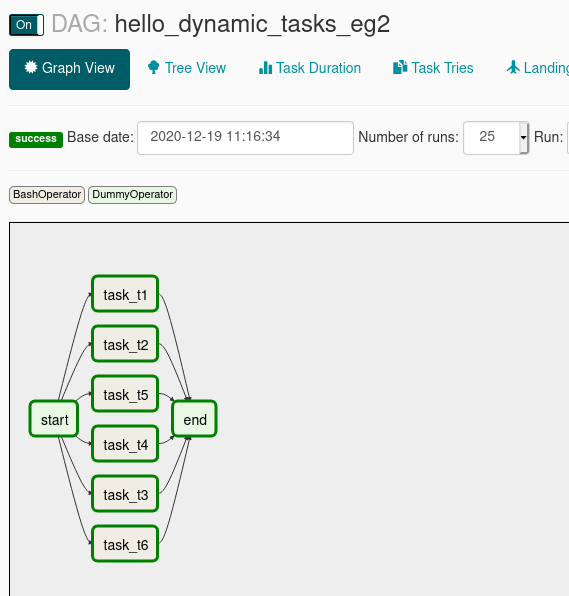 On DAG: hello_dynamic_tasks_eg2
Graph View Tree View Task Duration Task Tries Landing
success Base date: 2020-12-19 11:16:34 Number of runs: 25 Run:
BashOperator DummyOperator
task_t1
task_t2
task_t5
start end
task_t4
task_t3
task_t6